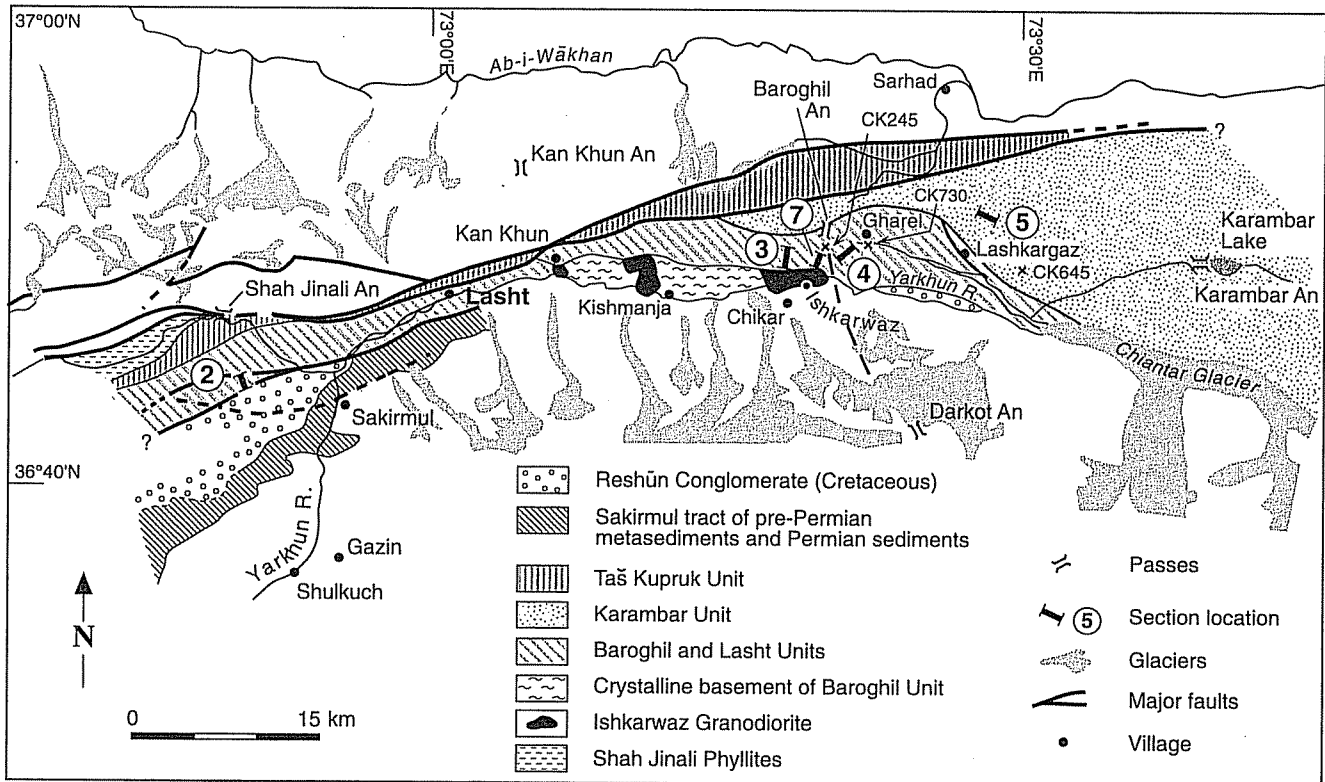 37°00'N
73°00'E
73°30'E
Ab-i-Wākhan
Sarhad
Baroghil
An
CK245
Kan Khun An
?
CK730
7
Gharel
5
Karambar
Lake
Kan Khun
3
Lashkargaz
4
CK645
Shah Jinali An
Yarkhun R.
Karambar An
Lasht
Kishmanja
Ishkarwaz
Chikar
2
Chiantar Glacier
Sakirmul
Darkot An
?
36°40'N
Yarkhun R.
Gazin
Shulkuch
N
0 15 km
Reshūn Conglomerate (Cretaceous)
Sakirmul tract of pre-Permian
metasediments and Permian sediments
Taš Kupruk Unit
Karambar Unit
Baroghil and Lasht Units
Crystalline basement of Baroghil Unit
Ishkarwaz Granodiorite
Shah Jinali Phyllites
Passes
5 Section location
Glaciers
Major faults
Village